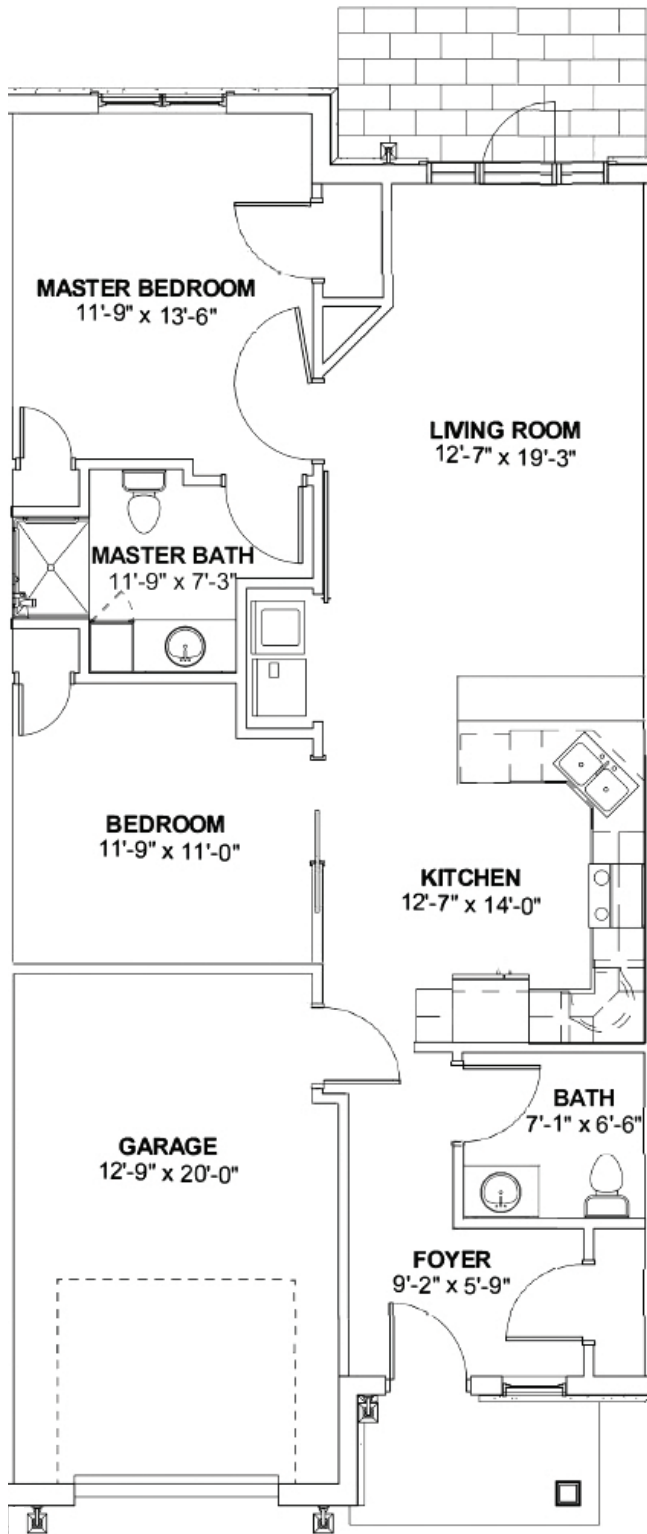 MASTER BEDROOM
11'-9" x 13'-6"
LIVING ROOM
12'-7" x 19'-3"
MASTER BATH
11'-9" x 7'-3"
BEDROOM
11'-9" x 11'-0"
KITCHEN
12'-7" x 14'-0"
BATH
7'-1" x 6'-6"
GARAGE
12'-9" x 20'-0"
FOYER
9'-2" x 5'-9"